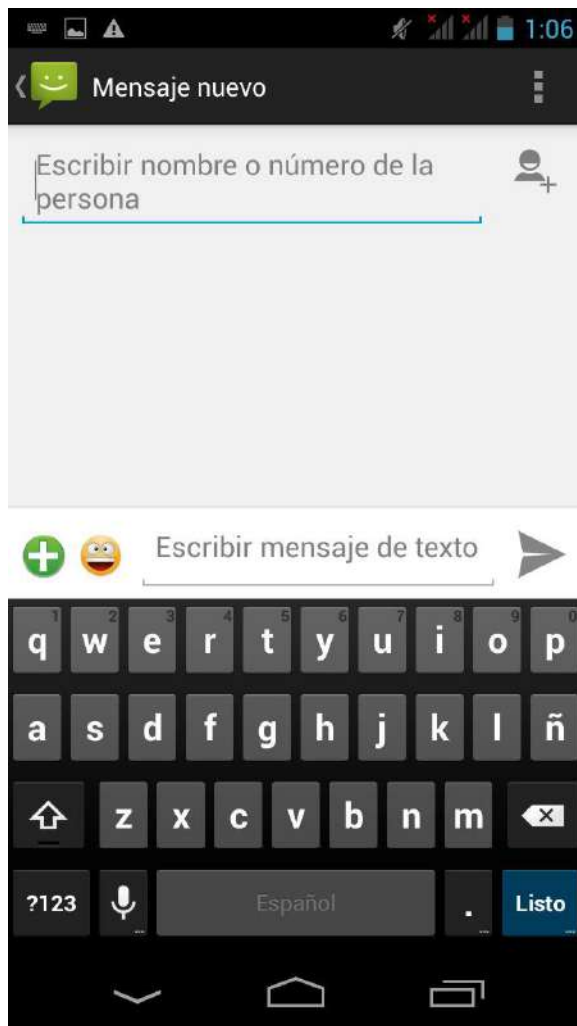 1:06
Mensaje nuevo
Escribir nombre o número de la
persona
Escribir mensaje de texto
1 2 3 4 5 6 7 8 9 0
q w e r t y u i o p
a s d f g h j k l ñ
z x c v b n m
?123 Español . Listo